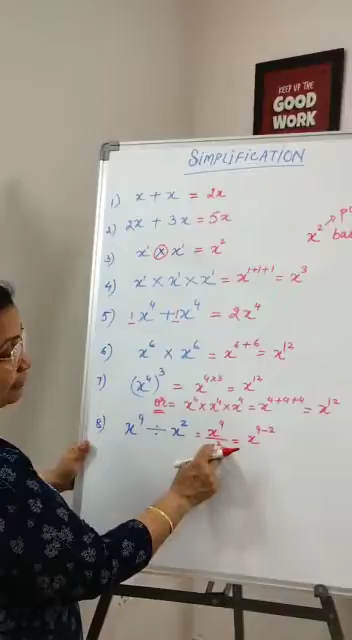 KEEP UP THE
GOOD
WORK
SIMPLIFICATION
1) x + x = 2x
2) 2x + 3x = 5x
3) x¹ ⊗ x¹ = x²
x²
4) x¹ × x¹ × x¹ = x¹⁺¹⁺¹ = x³
5) 1x⁴ + 1x⁴ = 2x⁴
6) x⁶ × x⁶ = x⁶⁺⁶ = x¹²
7) (x⁴)³ = x⁴ˣ³ = x¹²
or = x⁴ × x⁴ × x⁴ = x⁴⁺⁴⁺⁴ = x¹²
8) x⁹ ÷ x² = x⁹/x² = x⁹⁻²